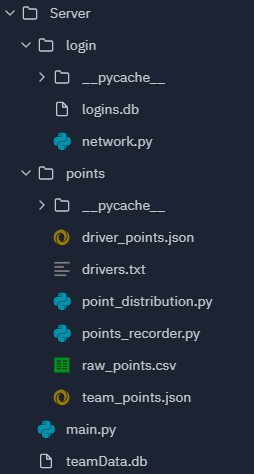 Server
login
__pycache__
logins.db
network.py
points
__pycache__
driver_points.json
drivers.txt
point_distribution.py
points_recorder.py
raw_points.csv
team_points.json
main.py
teamData.db